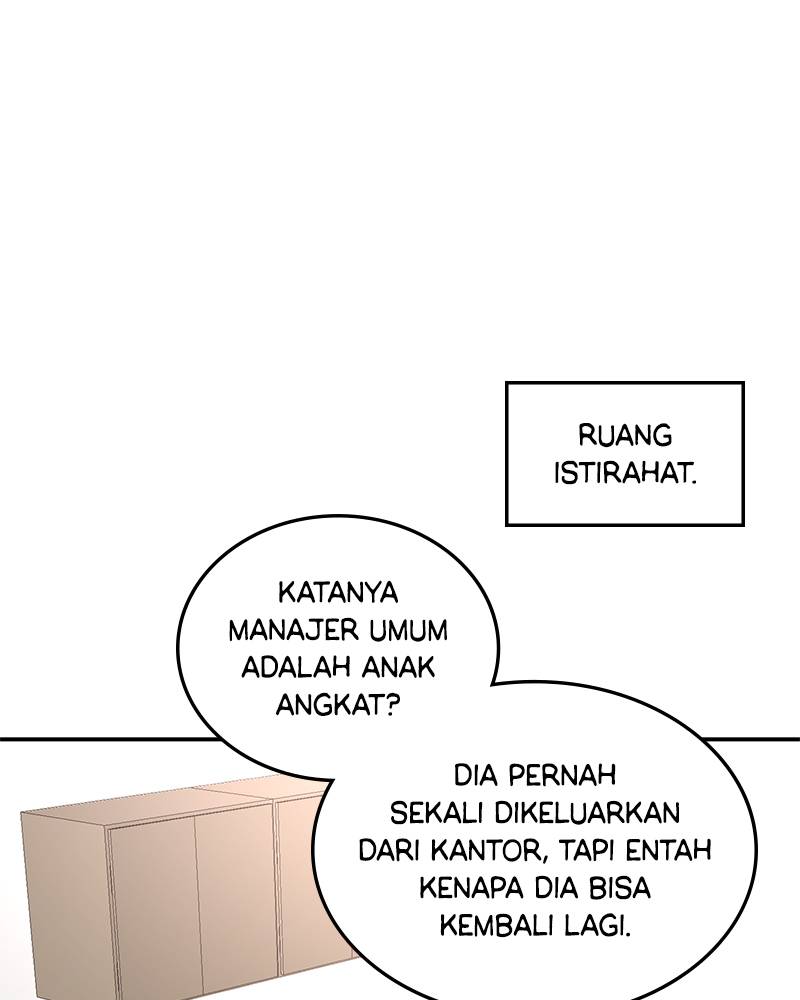 RUANG
ISTIRAHAT.
KATANYA
MANAJER UMUM
ADALAH ANAK
ANGKAT?
DIA PERNAH
SEKALI DIKELUARKAN
DARI KANTOR, TAPI ENTAH
KENAPA DIA BISA
KEMBALI LAGI.